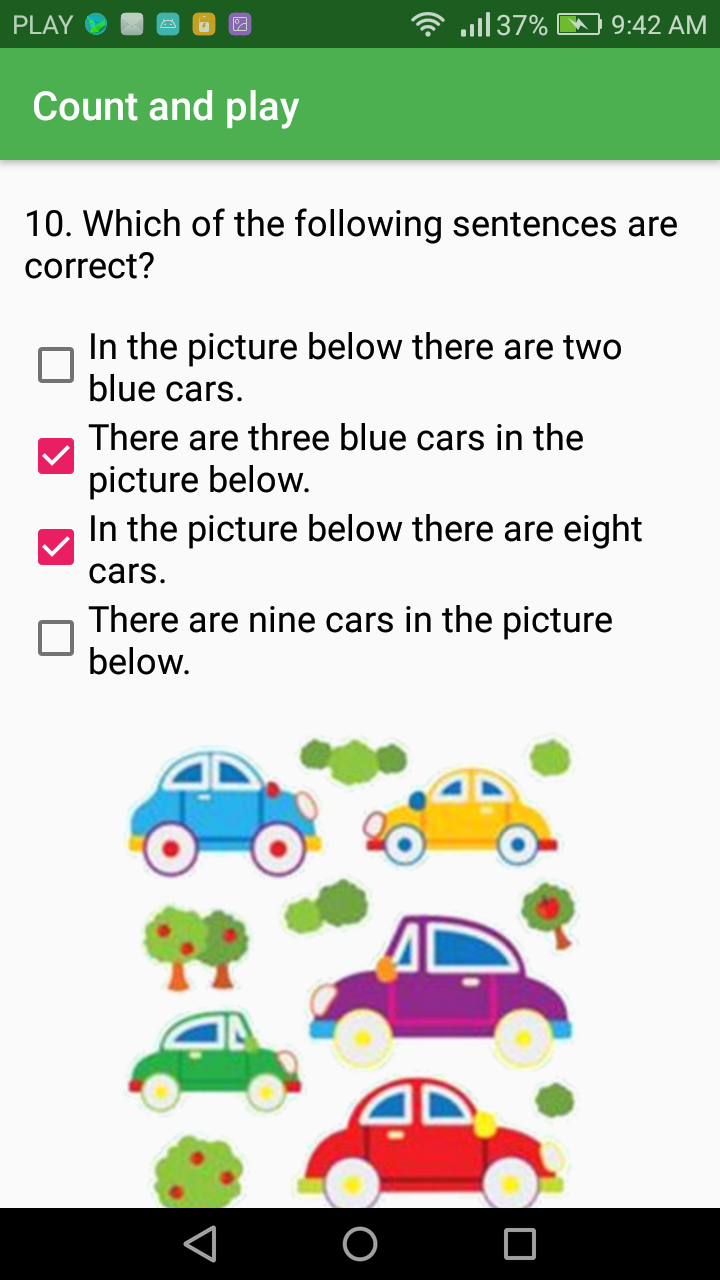 PLAY 37% 9:42 AM
Count and play
10. Which of the following sentences are
correct?
In the picture below there are two
blue cars.
There are three blue cars in the
picture below.
In the picture below there are eight
cars.
There are nine cars in the picture
below.